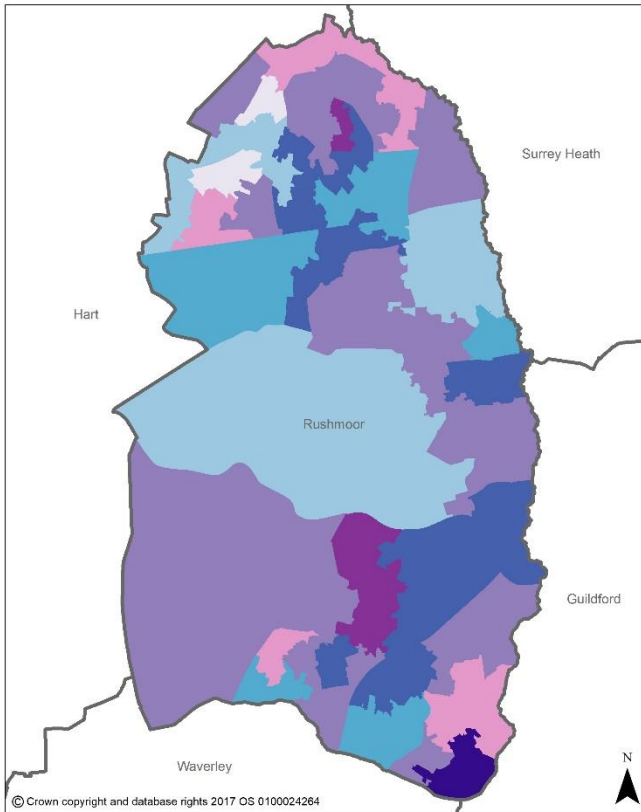 Surrey Heath
Hart
Rushmoor
Guildford
Waverley
N
© Crown copyright and database rights 2017 OS 0100024264